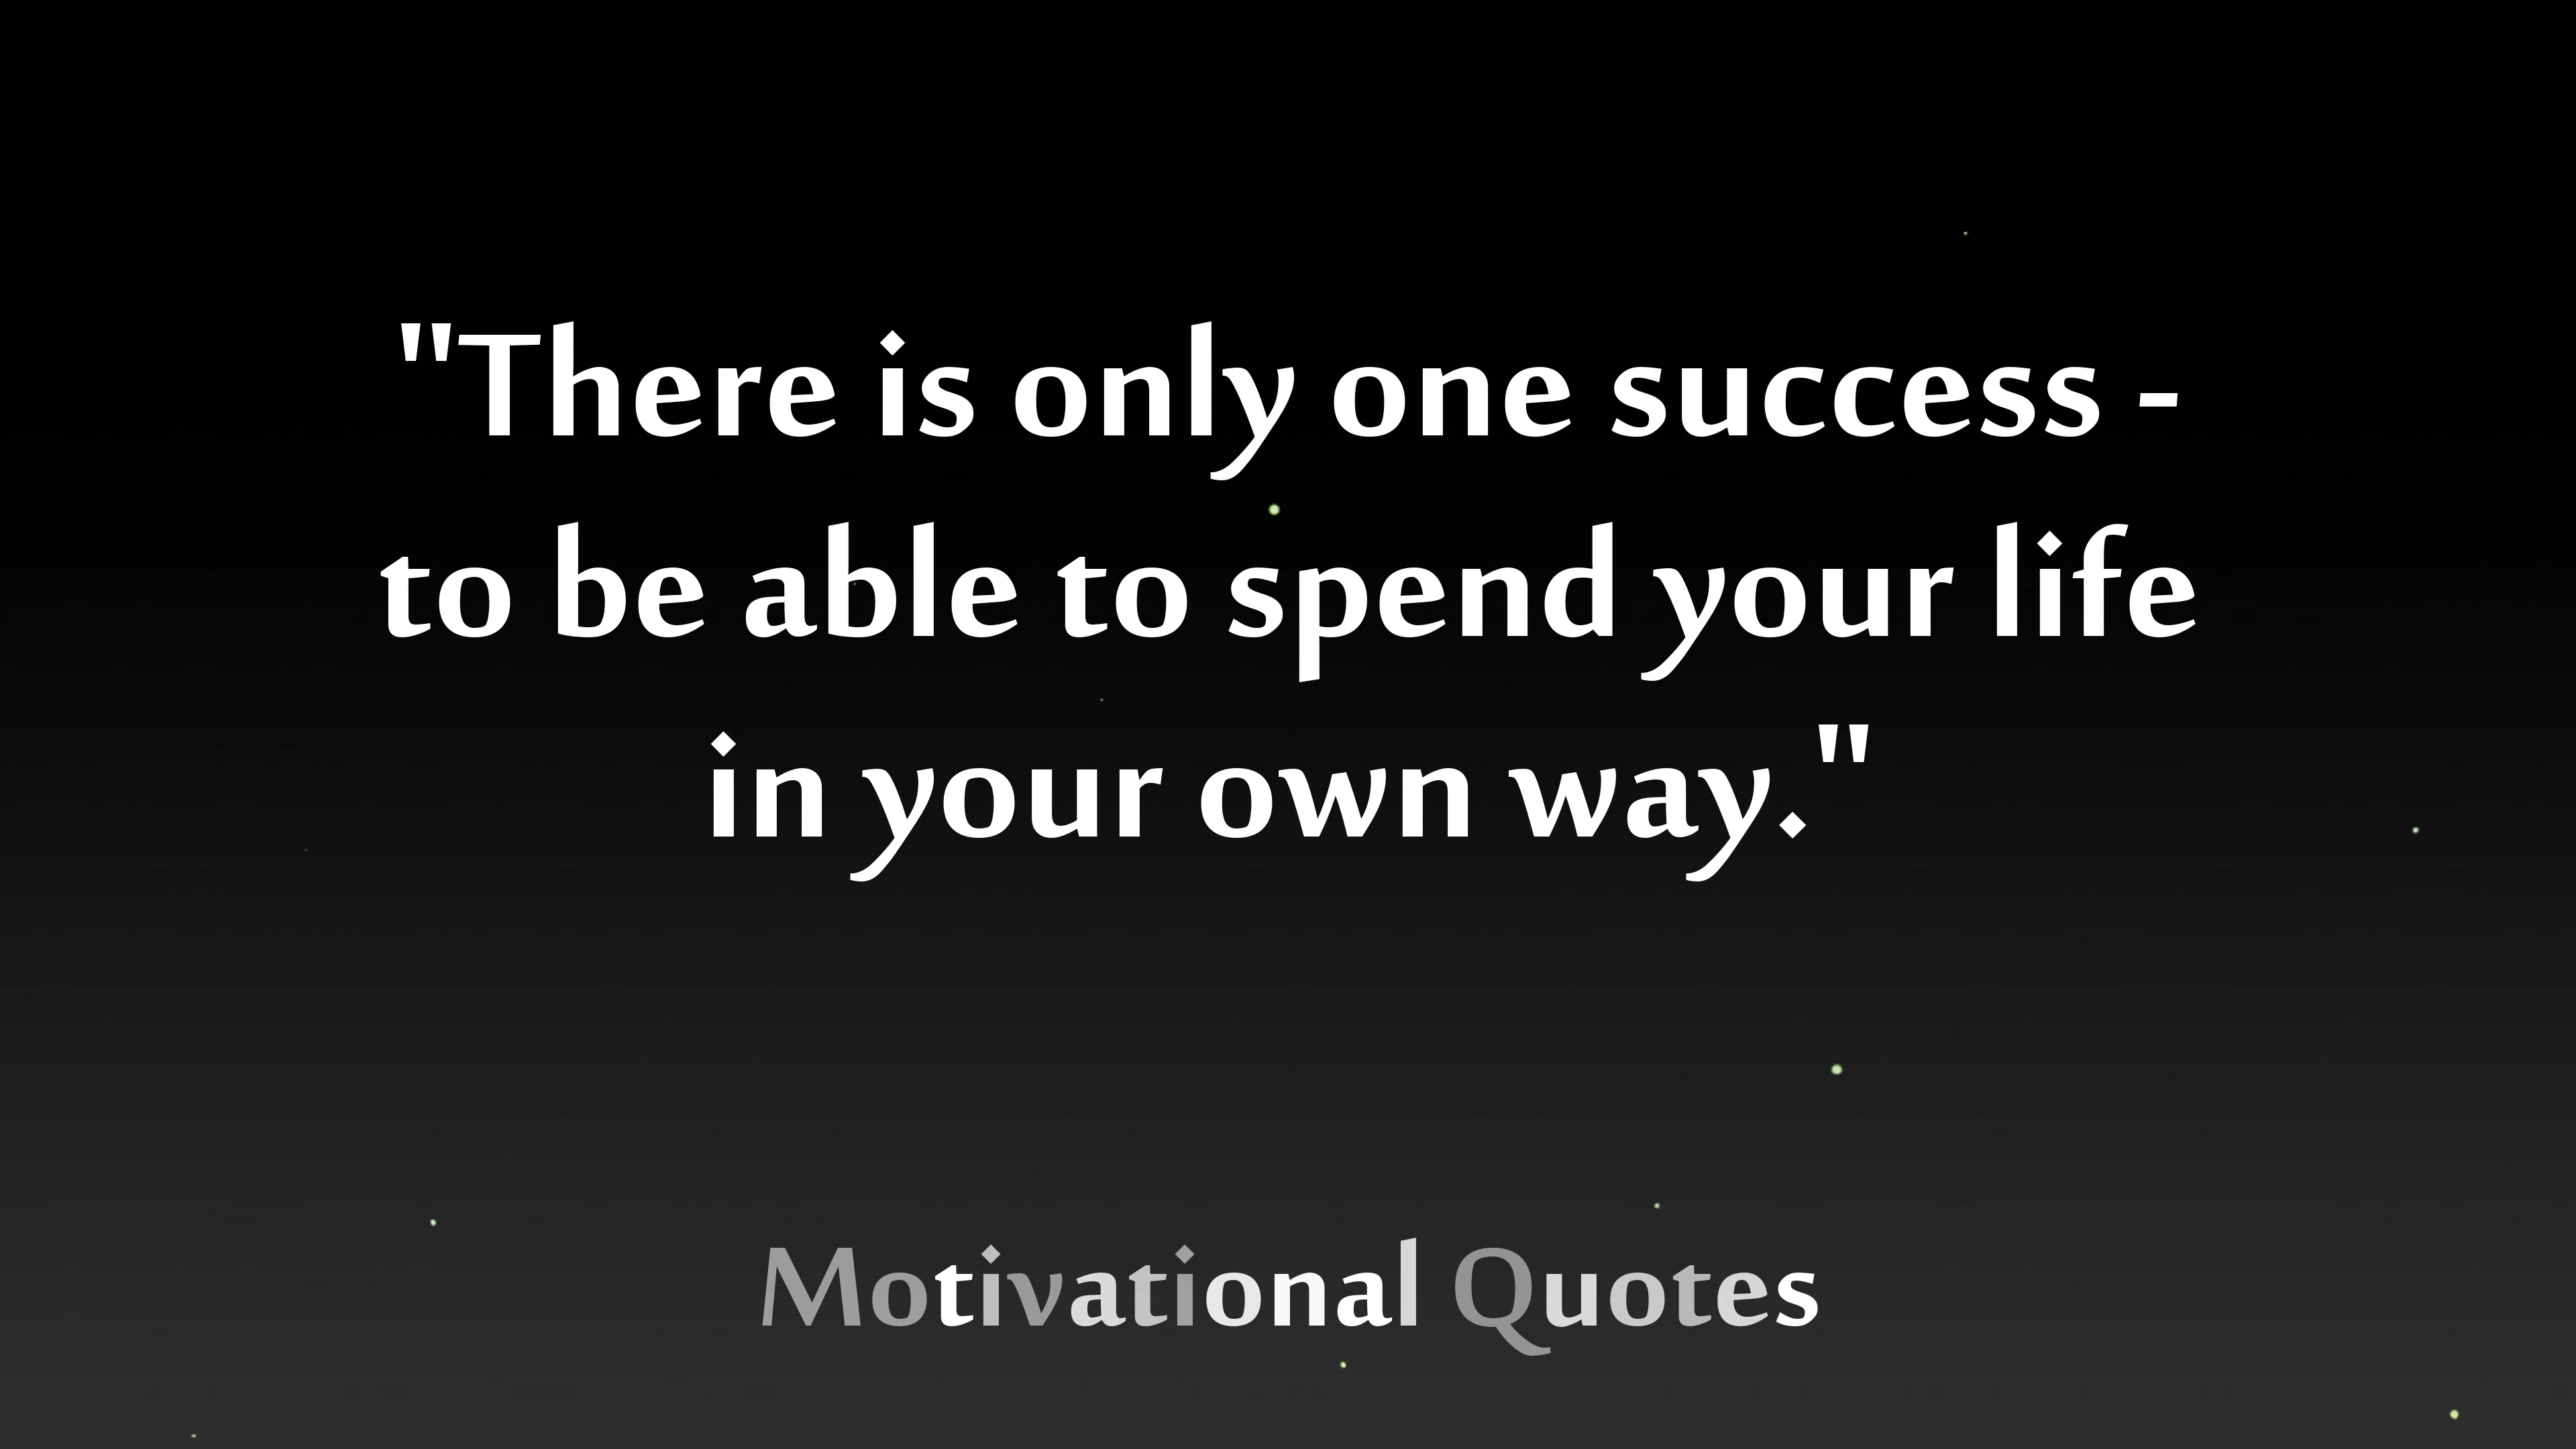 "There is only one success -
to be able to spend your life
in your own way."
Motivational Quotes